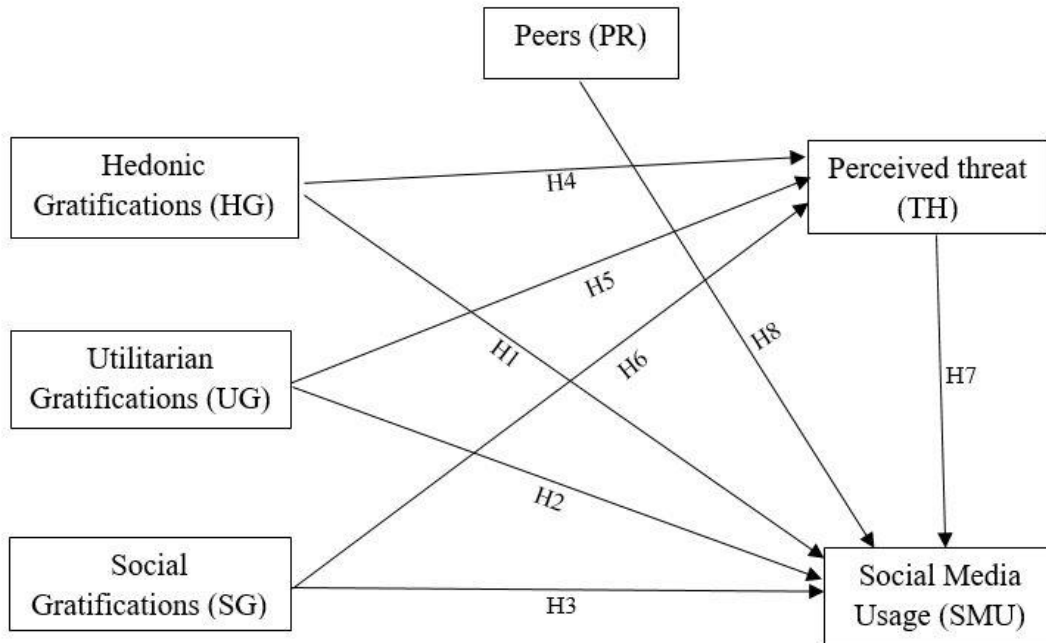 Peers (PR)
Hedonic
Gratifications (HG)
Perceived threat
(TH)
H4
H5
H1
H6
H8
H7
Utilitarian
Gratifications (UG)
H2
Social
Gratifications (SG)
H3
Social Media
Usage (SMU)